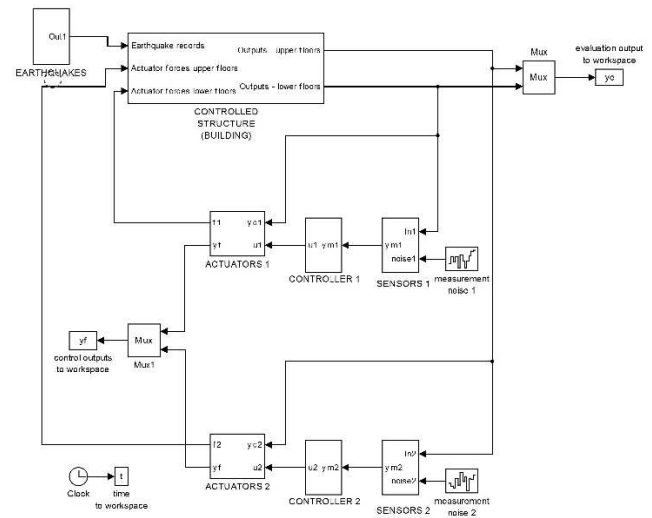 Out1
EARTHQUAKES
Earthquake records
Actuator forces upper floors
Actuator forces lower floors
Outputs - upper floors
Outputs - lower floors
CONTROLLED
STRUCTURE
(BUILDING)
Mux
Mux
evaluation output
to workspace
ye
f1
yf
yc1
u1
ACTUATORS 1
u1 ym1
CONTROLLER 1
ym1
In1
noise1
SENSORS 1
measurement
noise 1
yf
control outputs
to workspace
Mux
Mux1
f2
yf
yc2
u2
ACTUATORS 2
u2 ym2
CONTROLLER 2
ym2
In2
noise2
SENSORS 2
measurement
noise 2
Clock
t
time
to workspace